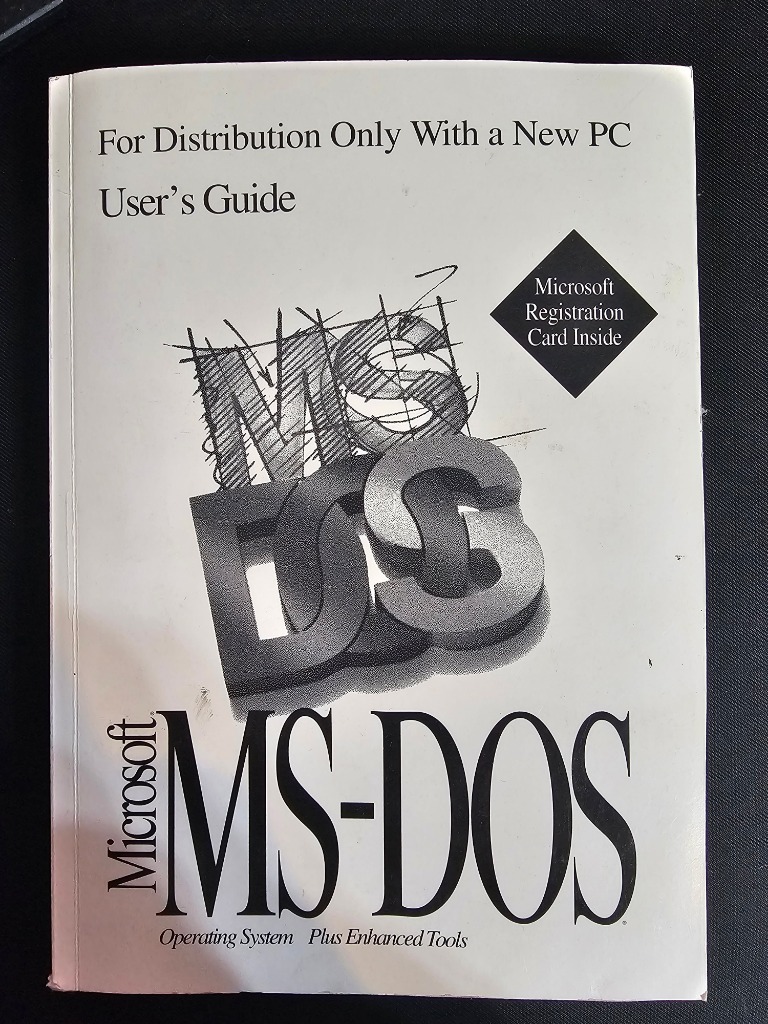 For Distribution Only With a New PC
User's Guide
Microsoft
Registration
Card Inside
MS
DOS
Microsoft®
MS-DOS®
Operating System Plus Enhanced Tools